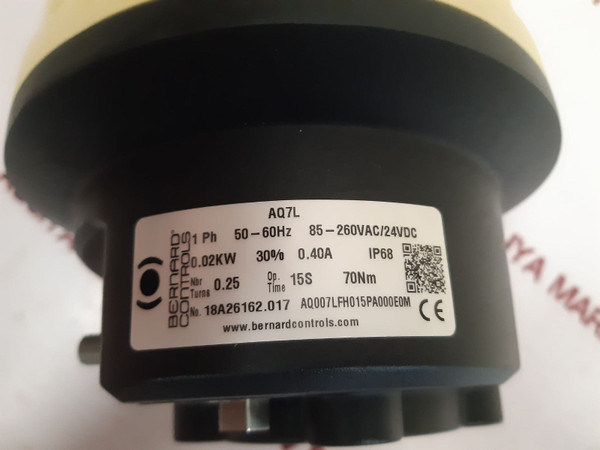 AQ7L
BERNARD
CONTROLS
1 Ph 50-60Hz 85-260VAC/24VDC
0.02KW 30% 0.40A IP68
Nbr Turns 0.25 Op. Time 15S 70Nm
No. 18A26162.017 AQ007LFH015PA000E0M CE
www.bernardcontrols.com